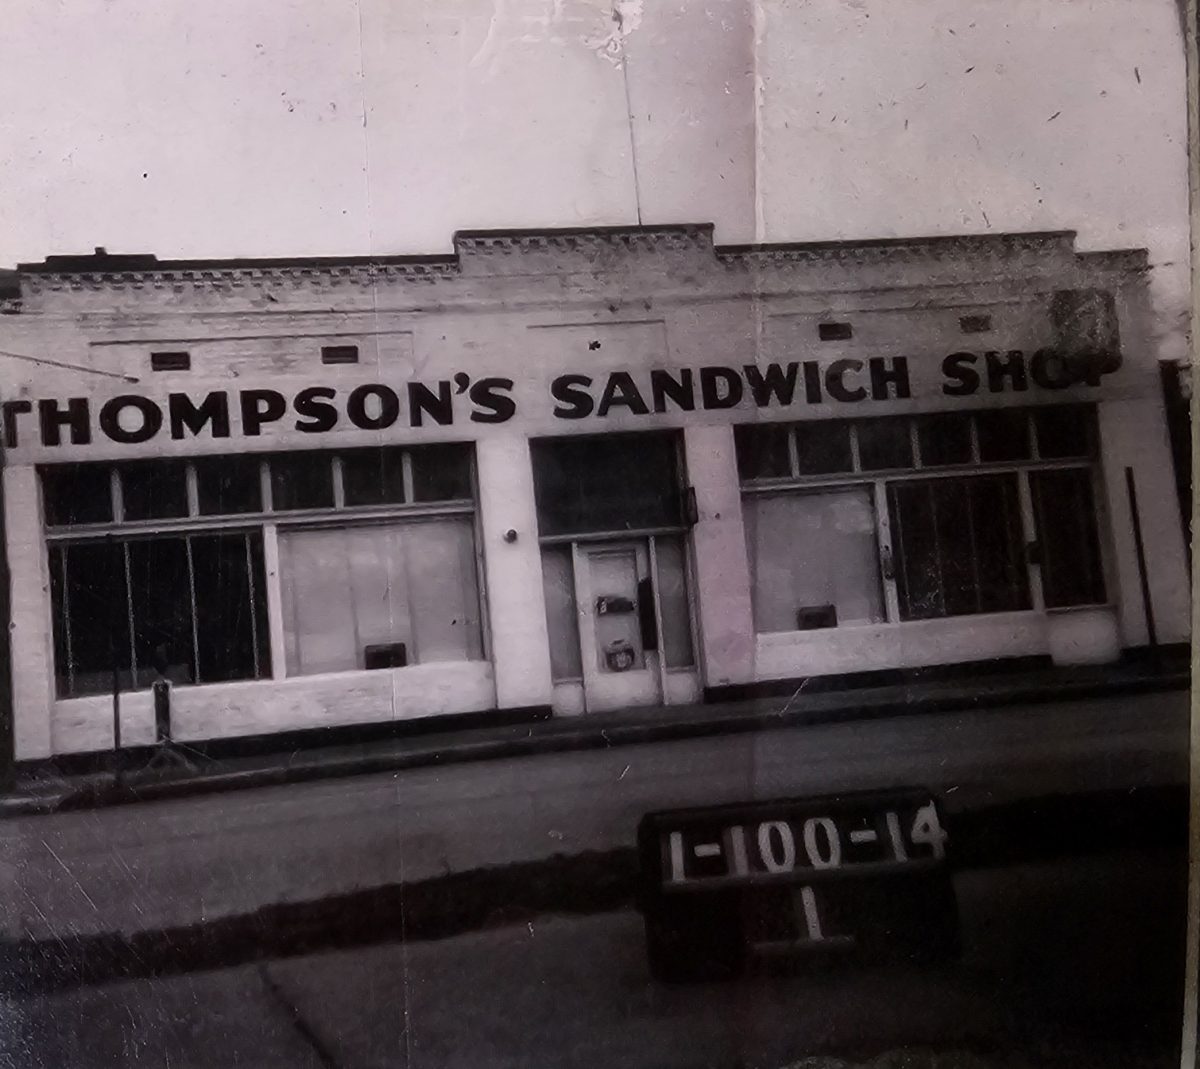 THOMPSON'S SANDWICH SHOP
1-100-14
1